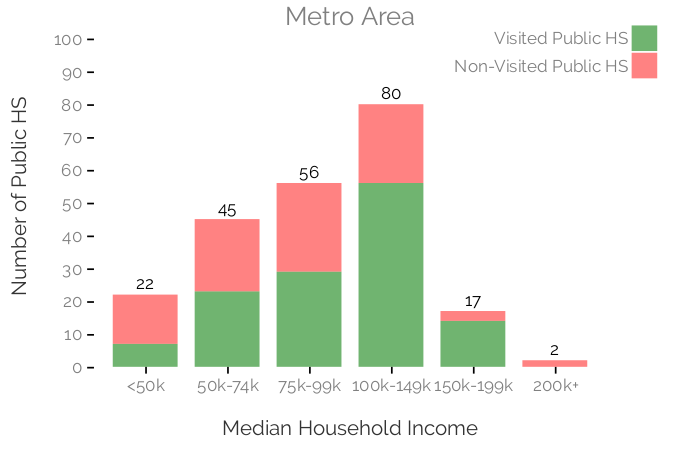 Metro Area
Visited Public HS
Non-Visited Public HS
Number of Public HS
100
90
80
70
60
50
40
30
20
10
0
22
45
56
80
17
2
<50k
50k-74k
75k-99k
100k-149k
150k-199k
200k+
Median Household Income